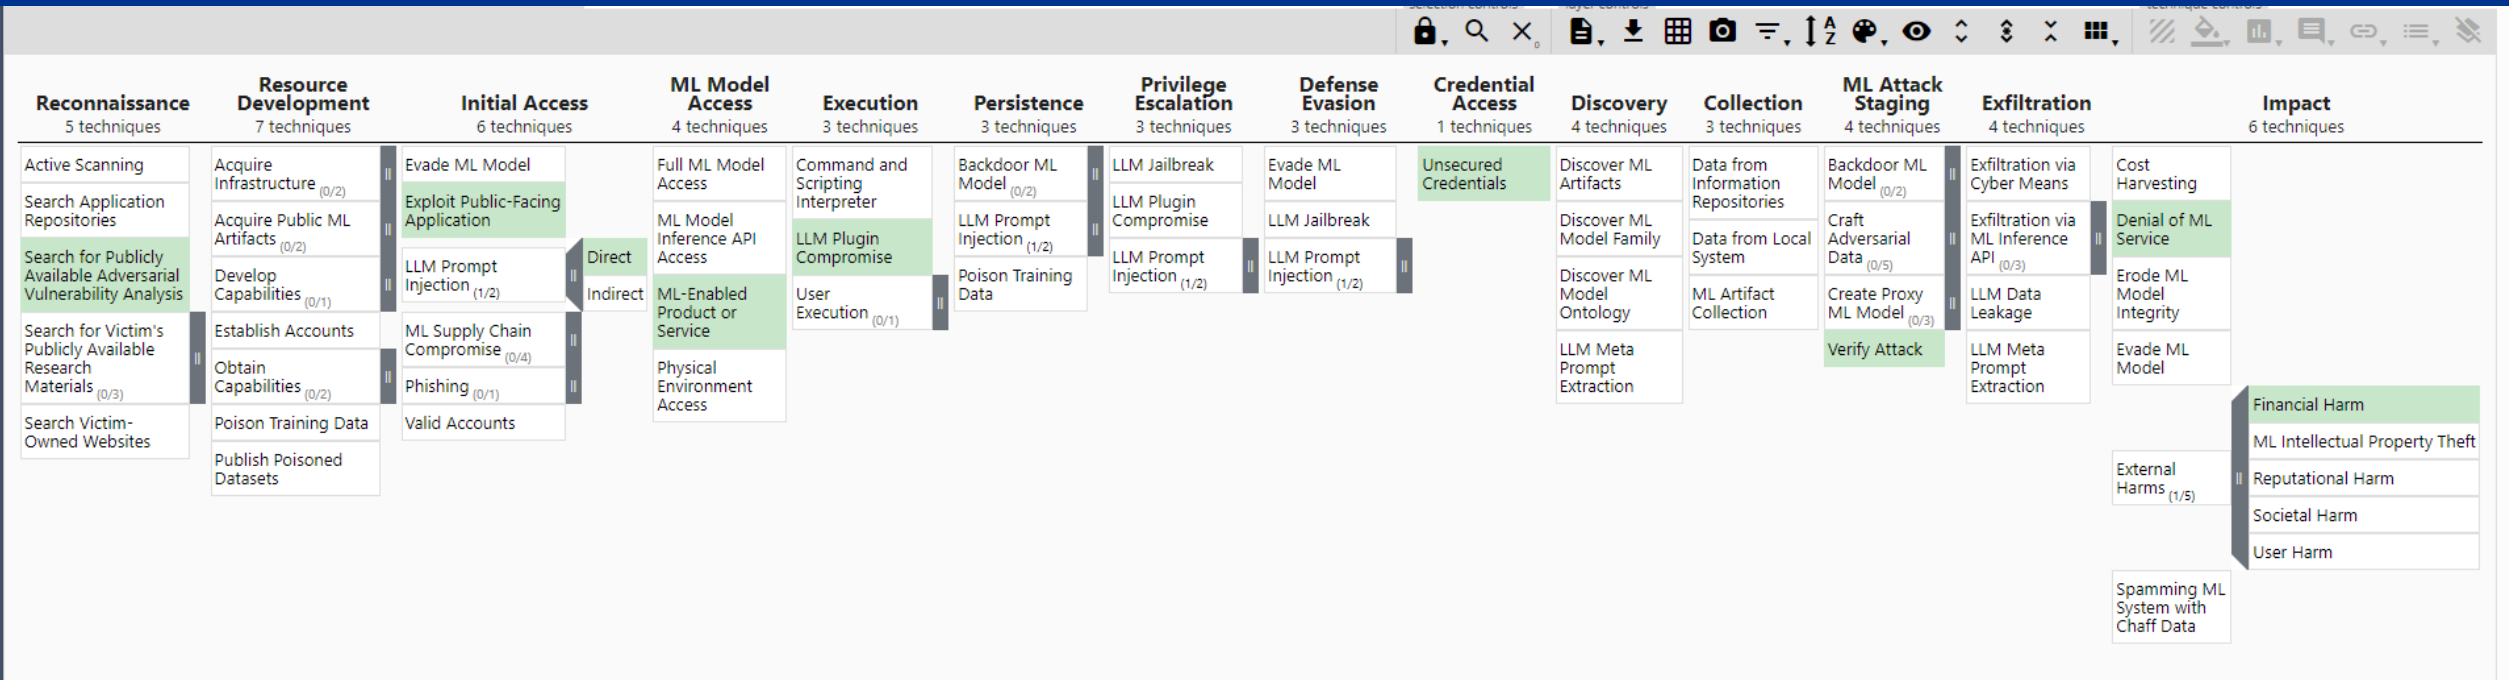 selection controls
layer controls
technique controls
0
A
Z
Reconnaissance
5 techniques
Active Scanning
Search Application
Repositories
Search for Publicly
Available Adversarial
Vulnerability Analysis
Search for Victim's
Publicly Available
Research
Materials (0/3)
Search Victim-
Owned Websites
Resource
Development
7 techniques
Acquire
Infrastructure (0/2)
Acquire Public ML
Artifacts (0/2)
Develop
Capabilities (0/1)
Establish Accounts
Obtain
Capabilities (0/2)
Poison Training Data
Publish Poisoned
Datasets
Initial Access
6 techniques
Evade ML Model
Exploit Public-Facing
Application
LLM Prompt
Injection (1/2)
Direct
Indirect
ML Supply Chain
Compromise (0/4)
Phishing (0/1)
Valid Accounts
ML Model
Access
4 techniques
Full ML Model
Access
ML Model
Inference API
Access
ML-Enabled
Product or
Service
Physical
Environment
Access
Execution
3 techniques
Command and
Scripting
Interpreter
LLM Plugin
Compromise
User
Execution (0/1)
Persistence
3 techniques
Backdoor ML
Model (0/2)
LLM Prompt
Injection (1/2)
Poison Training
Data
Privilege
Escalation
3 techniques
LLM Jailbreak
LLM Plugin
Compromise
LLM Prompt
Injection (1/2)
Defense
Evasion
3 techniques
Evade ML
Model
LLM Jailbreak
LLM Prompt
Injection (1/2)
Credential
Access
1 techniques
Unsecured
Credentials
Discovery
4 techniques
Discover ML
Artifacts
Discover ML
Model Family
Discover ML
Model
Ontology
LLM Meta
Prompt
Extraction
Collection
3 techniques
Data from
Information
Repositories
Data from Local
System
ML Artifact
Collection
ML Attack
Staging
4 techniques
Backdoor ML
Model (0/2)
Craft
Adversarial
Data (0/5)
Create Proxy
ML Model (0/3)
Verify Attack
Exfiltration
4 techniques
Exfiltration via
Cyber Means
Exfiltration via
ML Inference
API (0/3)
LLM Data
Leakage
LLM Meta
Prompt
Extraction
Impact
6 techniques
Cost
Harvesting
Denial of ML
Service
Erode ML
Model
Integrity
Evade ML
Model
External
Harms (1/5)
Financial Harm
ML Intellectual Property Theft
Reputational Harm
Societal Harm
User Harm
Spamming ML
System with
Chaff Data